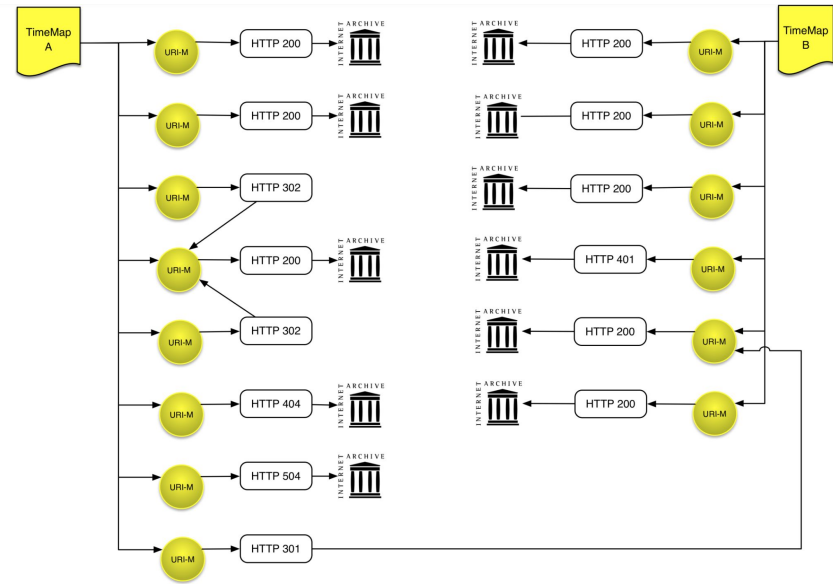 TimeMap
A
URI-M
HTTP 200
INTERNET ARCHIVE
INTERNET ARCHIVE
HTTP 200
URI-M
TimeMap
B
URI-M
HTTP 200
INTERNET ARCHIVE
INTERNET ARCHIVE
HTTP 200
URI-M
URI-M
HTTP 302
INTERNET ARCHIVE
HTTP 200
URI-M
URI-M
HTTP 200
INTERNET ARCHIVE
INTERNET ARCHIVE
HTTP 401
URI-M
URI-M
HTTP 302
INTERNET ARCHIVE
HTTP 200
URI-M
URI-M
HTTP 404
INTERNET ARCHIVE
INTERNET ARCHIVE
HTTP 200
URI-M
URI-M
HTTP 504
INTERNET ARCHIVE
URI-M
HTTP 301